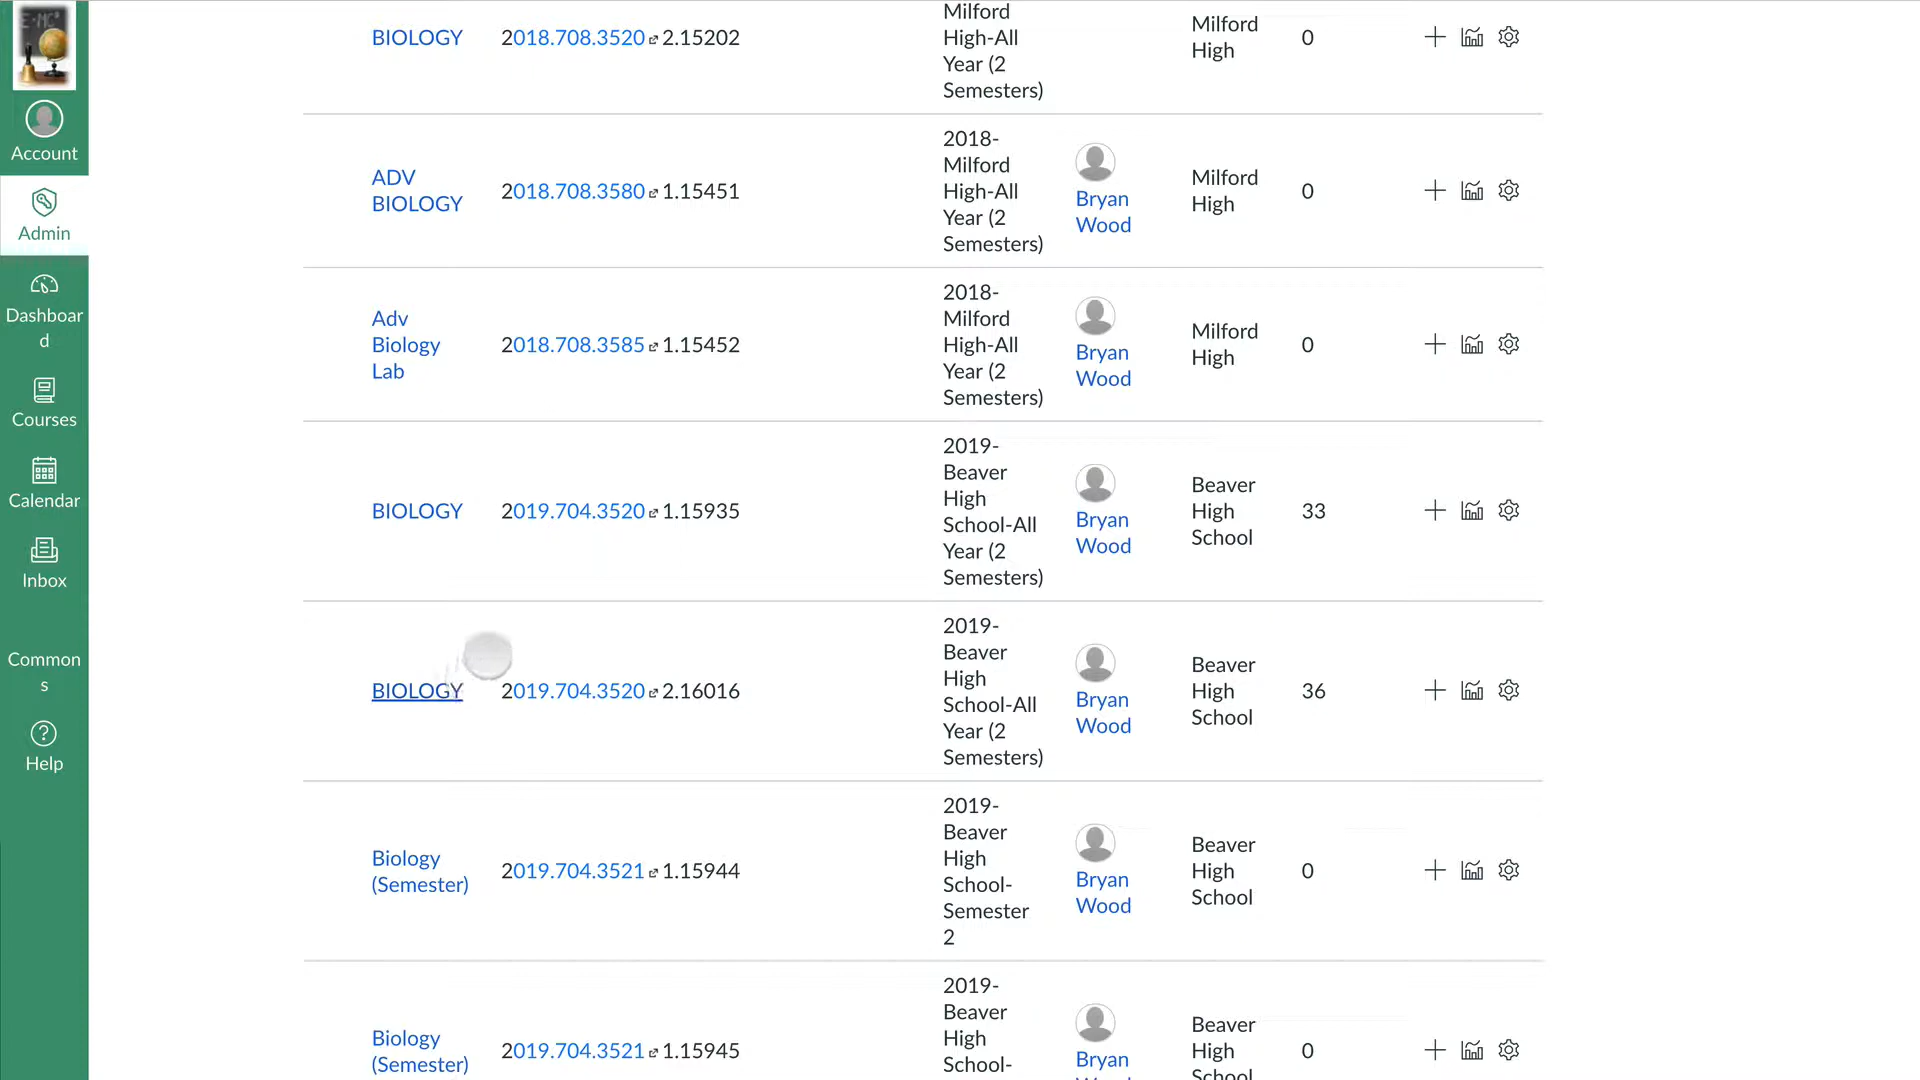 E=MC²
Account
Admin
Dashboar
d
Courses
Calendar
Inbox
Common
s
Help
BIOLOGY 2018.708.3520 2.15202
Milford
High-All
Year (2
Semesters)
Milford
High
0
ADV
BIOLOGY
2018.708.3580 1.15451
2018-
Milford
High-All
Year (2
Semesters)
Bryan
Wood
Milford
High
0
Adv
Biology
Lab
2018.708.3585 1.15452
2018-
Milford
High-All
Year (2
Semesters)
Bryan
Wood
Milford
High
0
BIOLOGY
2019.704.3520 1.15935
2019-
Beaver
High
School-All
Year (2
Semesters)
Bryan
Wood
Beaver
High
School
33
BIOLOGY
2019.704.3520 2.16016
2019-
Beaver
High
School-All
Year (2
Semesters)
Bryan
Wood
Beaver
High
School
36
Biology
(Semester)
2019.704.3521 1.15944
2019-
Beaver
High
School-
Semester
2
Bryan
Wood
Beaver
High
School
0
Biology
(Semester)
2019.704.3521 1.15945
2019-
Beaver
High
School-
Bryan
Beaver
High
School
0